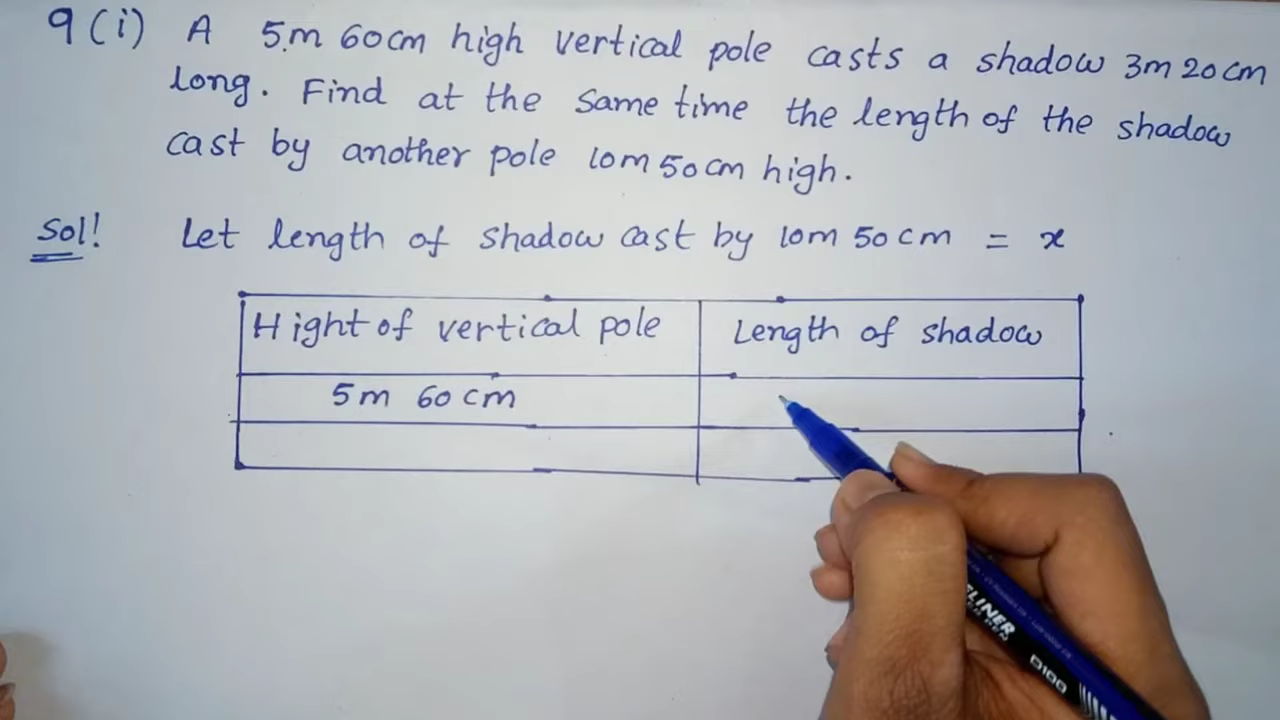 9(i) A 5m 60cm high vertical pole casts a shadow 3m 20cm
long. Find at the same time the length of the shadow
cast by another pole 10m 50cm high.
Sol! Let length of shadow cast by 10m 50cm = x
Hight of vertical pole Length of shadow
5m 60cm
LINER
0100